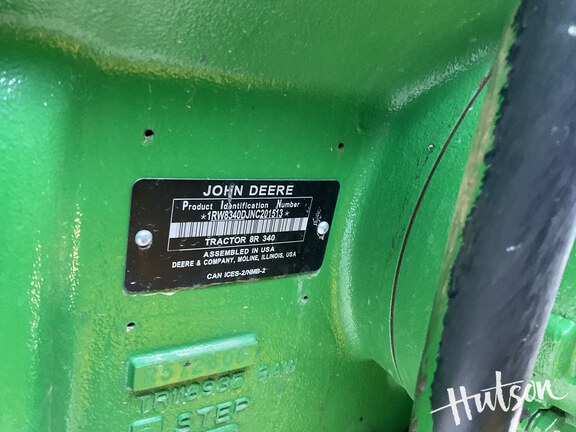 JOHN DEERE
Product Identification Number
*1RW8340DJNC201513*
TRACTOR 8R 340
ASSEMBLED IN USA
DEERE & COMPANY, MOLINE, ILLINOIS, USA
CAN ICES-2/NMB-2
STEP
Hutson